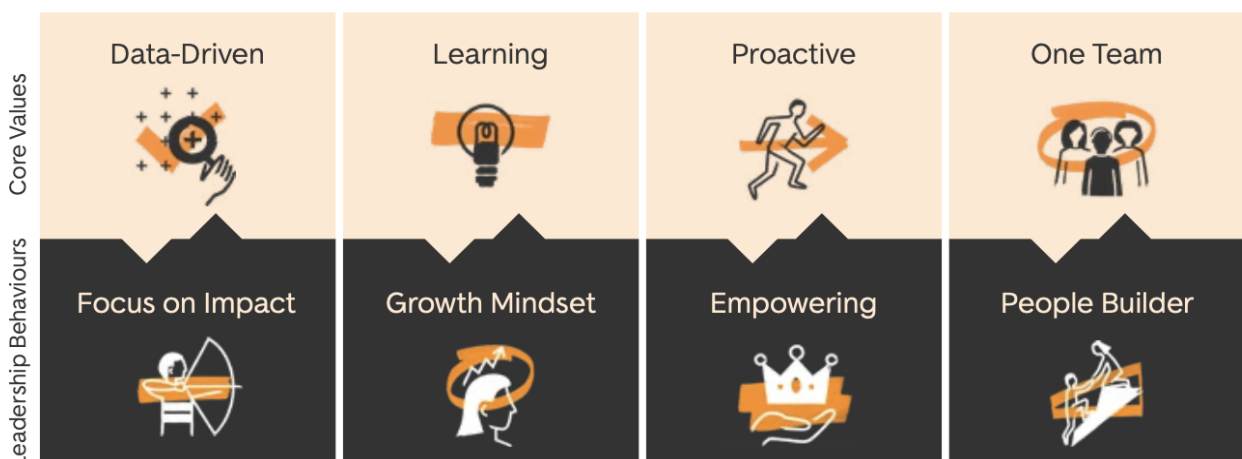 Core Values
Data-Driven
Learning
Proactive
One Team
Leadership Behaviours
Focus on Impact
Growth Mindset
Empowering
People Builder